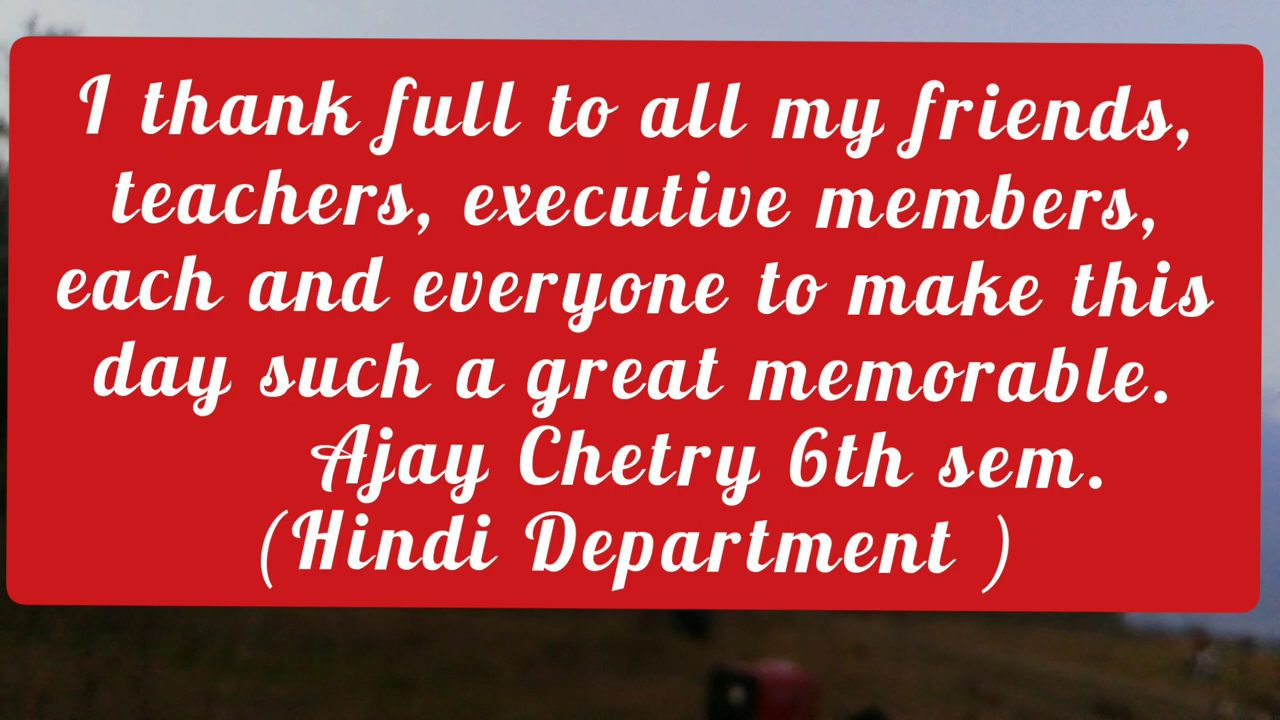 I thank full to all my friends,
teachers, executive members,
each and everyone to make this
day such a great memorable.
Ajay Chetry 6th sem.
(Hindi Department )